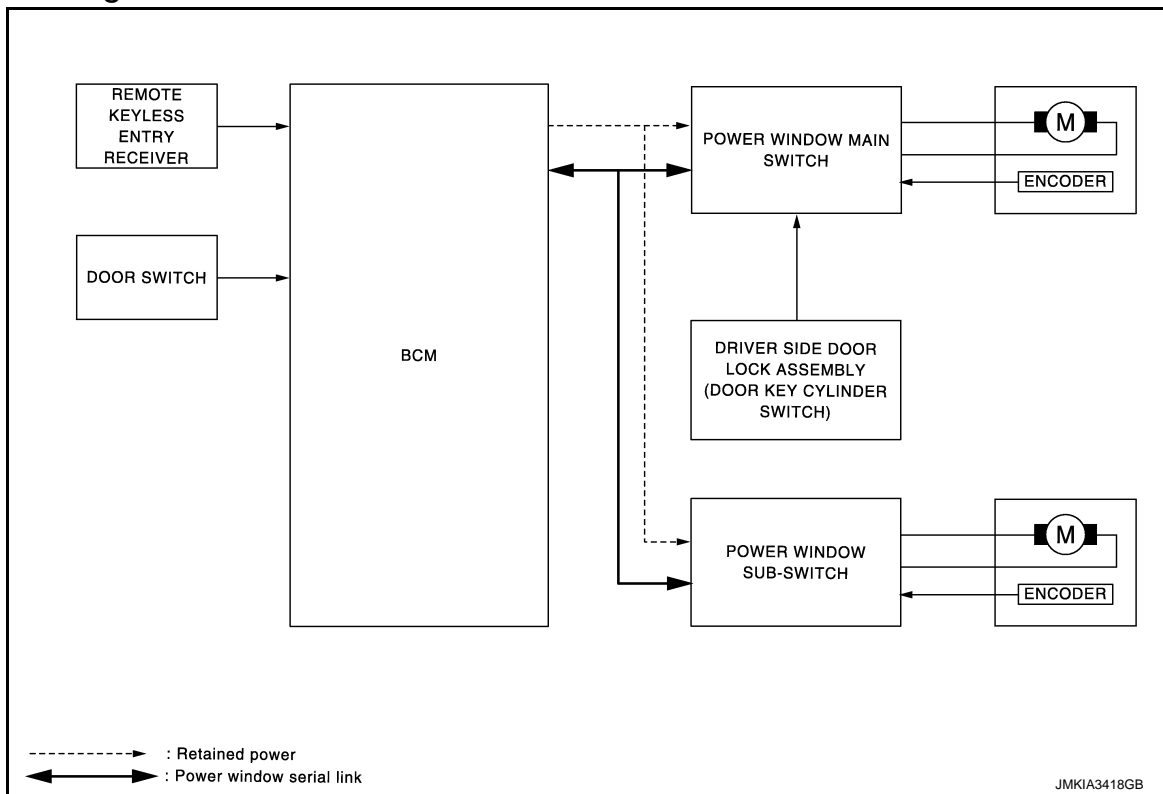 REMOTE
KEYLESS
ENTRY
RECEIVER
DOOR SWITCH
BCM
POWER WINDOW MAIN
SWITCH
M
ENCODER
DRIVER SIDE DOOR
LOCK ASSEMBLY
(DOOR KEY CYLINDER
SWITCH)
POWER WINDOW
SUB-SWITCH
M
ENCODER
: Retained power
: Power window serial link
JMKIA3418GB